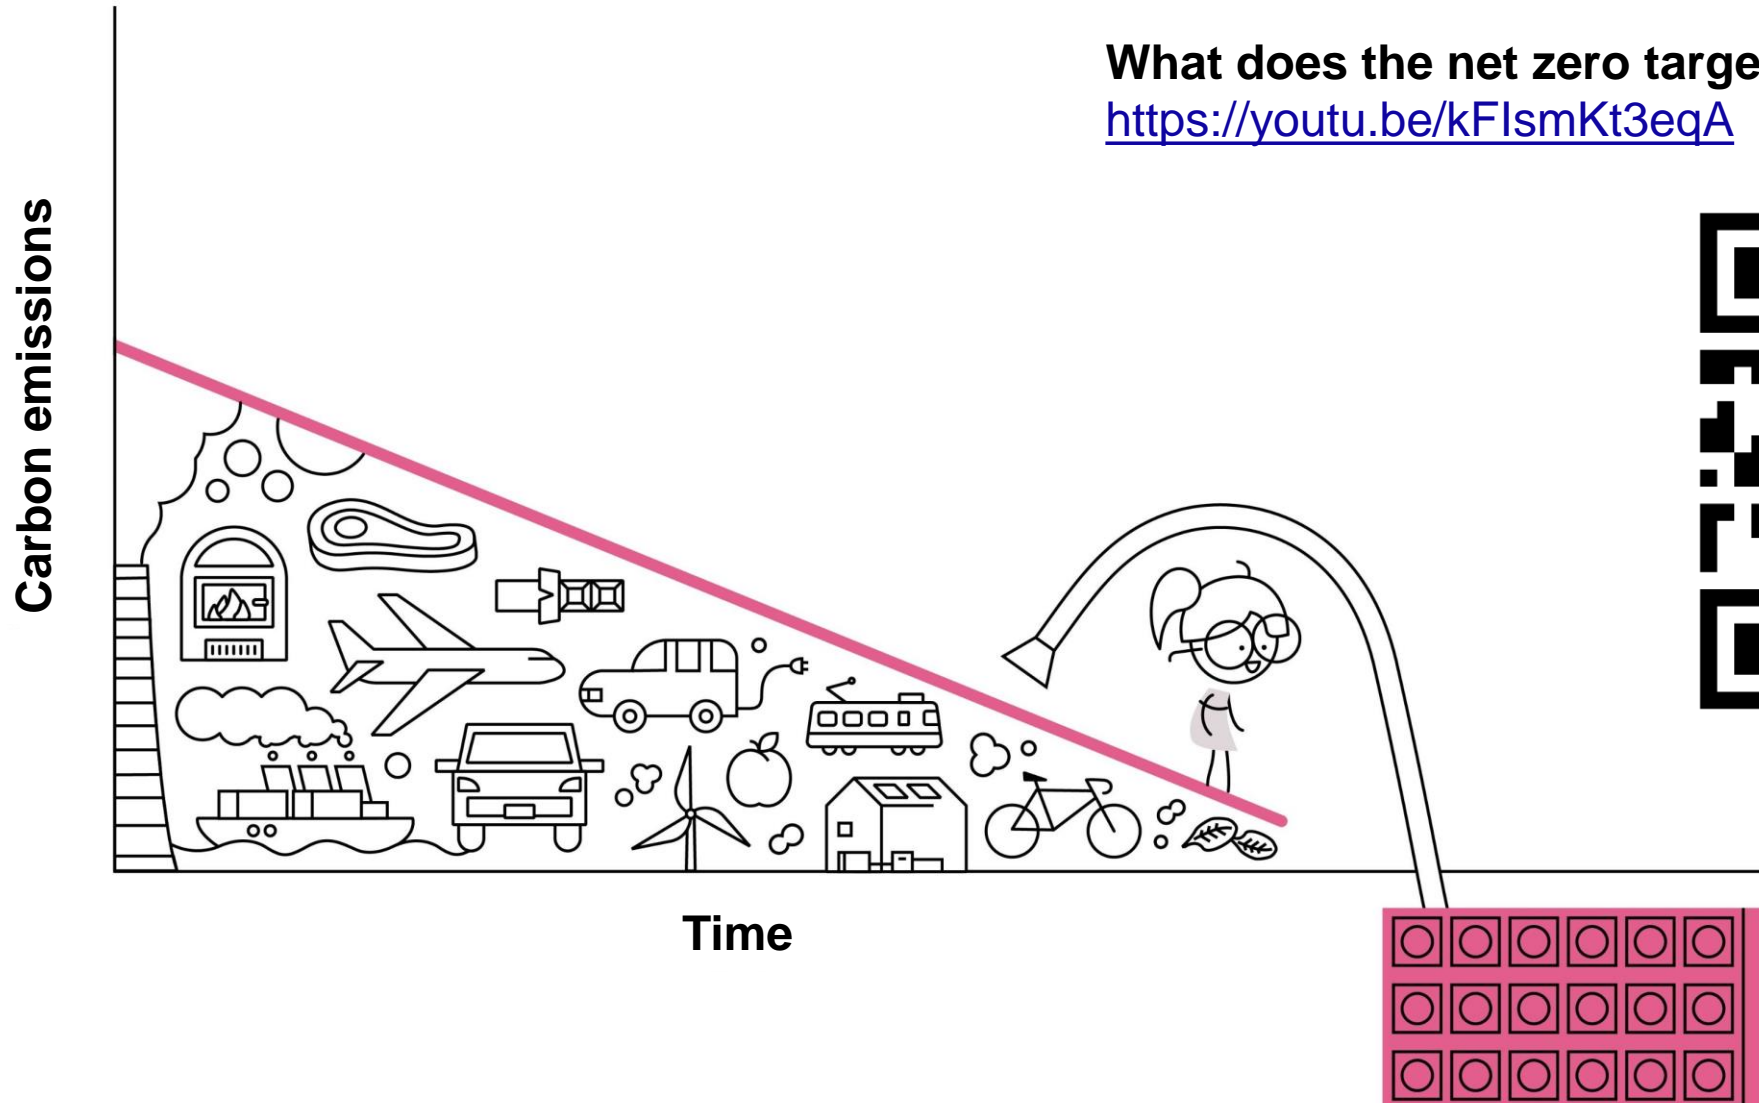 What does the net zero targe
https://youtu.be/kFIsmKt3eqA
Carbon emissions
Time